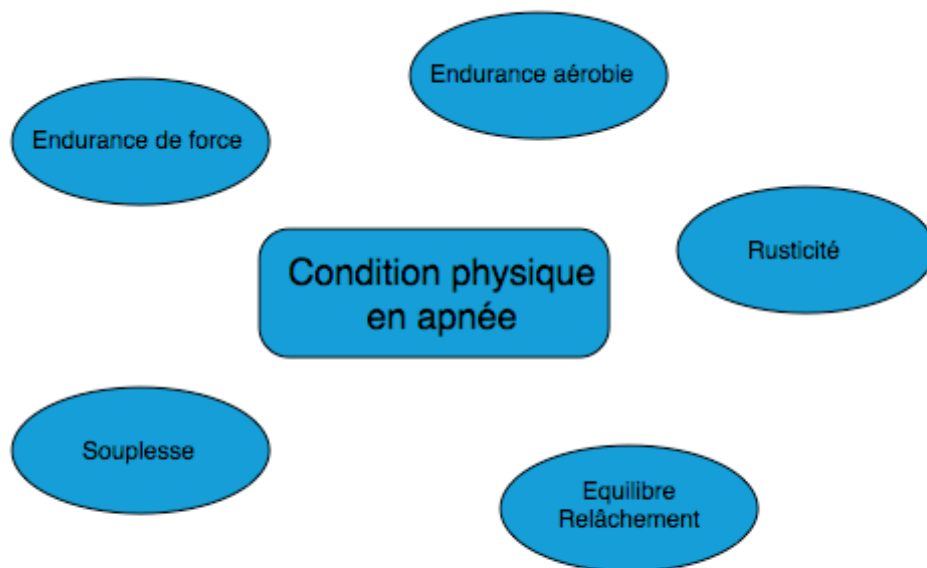 Endurance aérobie
Endurance de force
Rusticité
Condition physique
en apnée
Souplesse
Equilibre
Relâchement